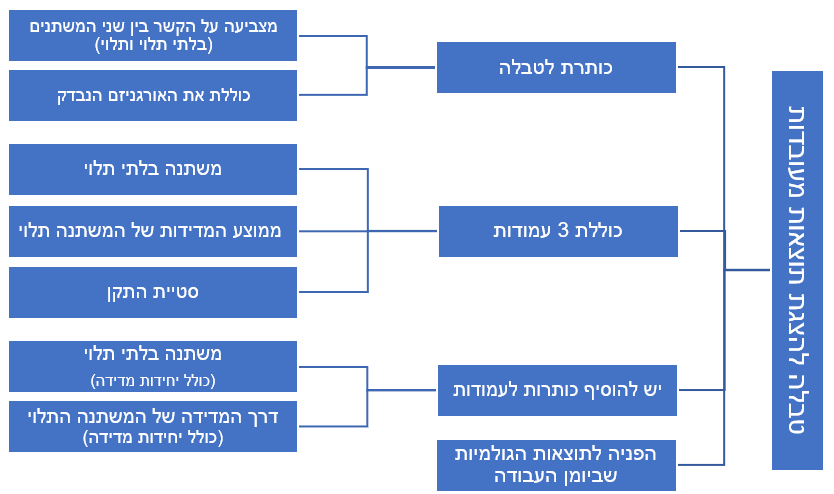 טבלה להצגת תוצאות מעובדות
כותרת לטבלה
מצביעה על הקשר בין שני המשתנים
(בלתי תלוי ותלוי)
כוללת את האורגניזם הנבדק
כוללת 3 עמודות
משתנה בלתי תלוי
ממוצע המדידות של המשתנה תלוי
סטיית התקן
יש להוסיף כותרות לעמודות
משתנה בלתי תלוי
(כולל יחידות מדידה)
דרך המדידה של המשתנה התלוי
(כולל יחידות מדידה)
הפניה לתוצאות הגולמיות
שביומן העבודה